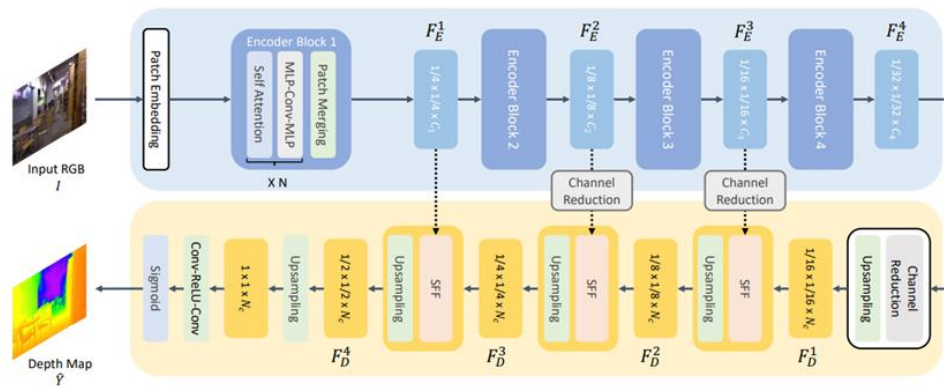 F_E^1
F_E^2
F_E^3
F_E^4
Input RGB
I
Patch Embedding
Encoder Block 1
Self Attention
MLP-Conv-MLP
Patch Merging
X N
1/4 x 1/4 x C_1
Encoder Block 2
1/8 x 1/8 x C_2
Encoder Block 3
1/16 x 1/16 x C_3
Encoder Block 4
1/32 x 1/32 x C_4
Channel
Reduction
Channel
Reduction
Depth Map
Ŷ
Sigmoid
Conv-ReLU-Conv
1 x 1 x N_c
Upsampling
1/2 x 1/2 x N_c
Upsampling
SFF
1/4 x 1/4 x N_c
Upsampling
SFF
1/8 x 1/8 x N_c
Upsampling
SFF
1/16 x 1/16 x N_c
Upsampling
Channel
Reduction
F_D^4
F_D^3
F_D^2
F_D^1